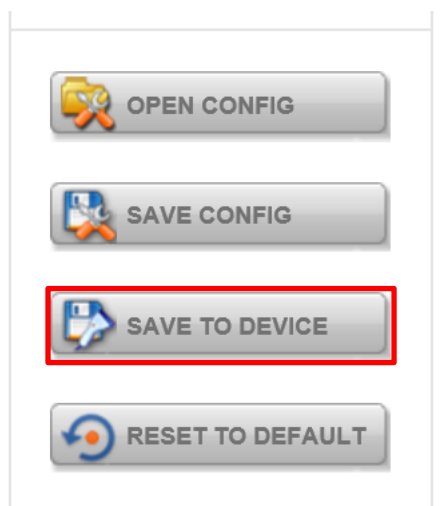 OPEN CONFIG
SAVE CONFIG
SAVE TO DEVICE
RESET TO DEFAULT